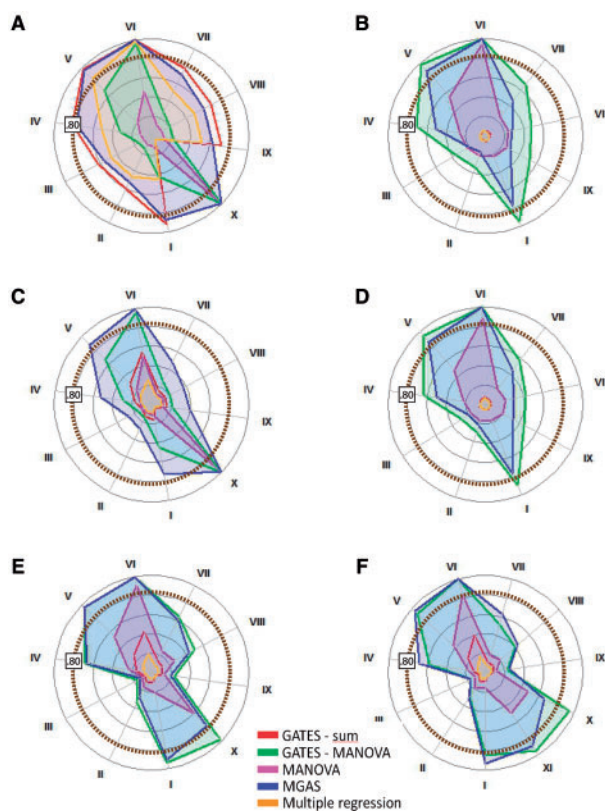 A
VI
VII
V
VIII
IV
.80
IX
III
X
II
I
B
VI
VII
V
VI
IV
.80
IX
III
II
I
C
VI
VII
V
VIII
IV
.80
IX
III
X
II
I
D
VI
VII
V
VI
IV
.80
IX
III
II
I
E
VI
VII
V
VIII
IV
.80
IX
III
X
II
I
F
VI
VII
V
VIII
IV
.80
IX
III
X
II
XI
I
GATES - sum
GATES - MANOVA
MANOVA
MGAS
Multiple regression